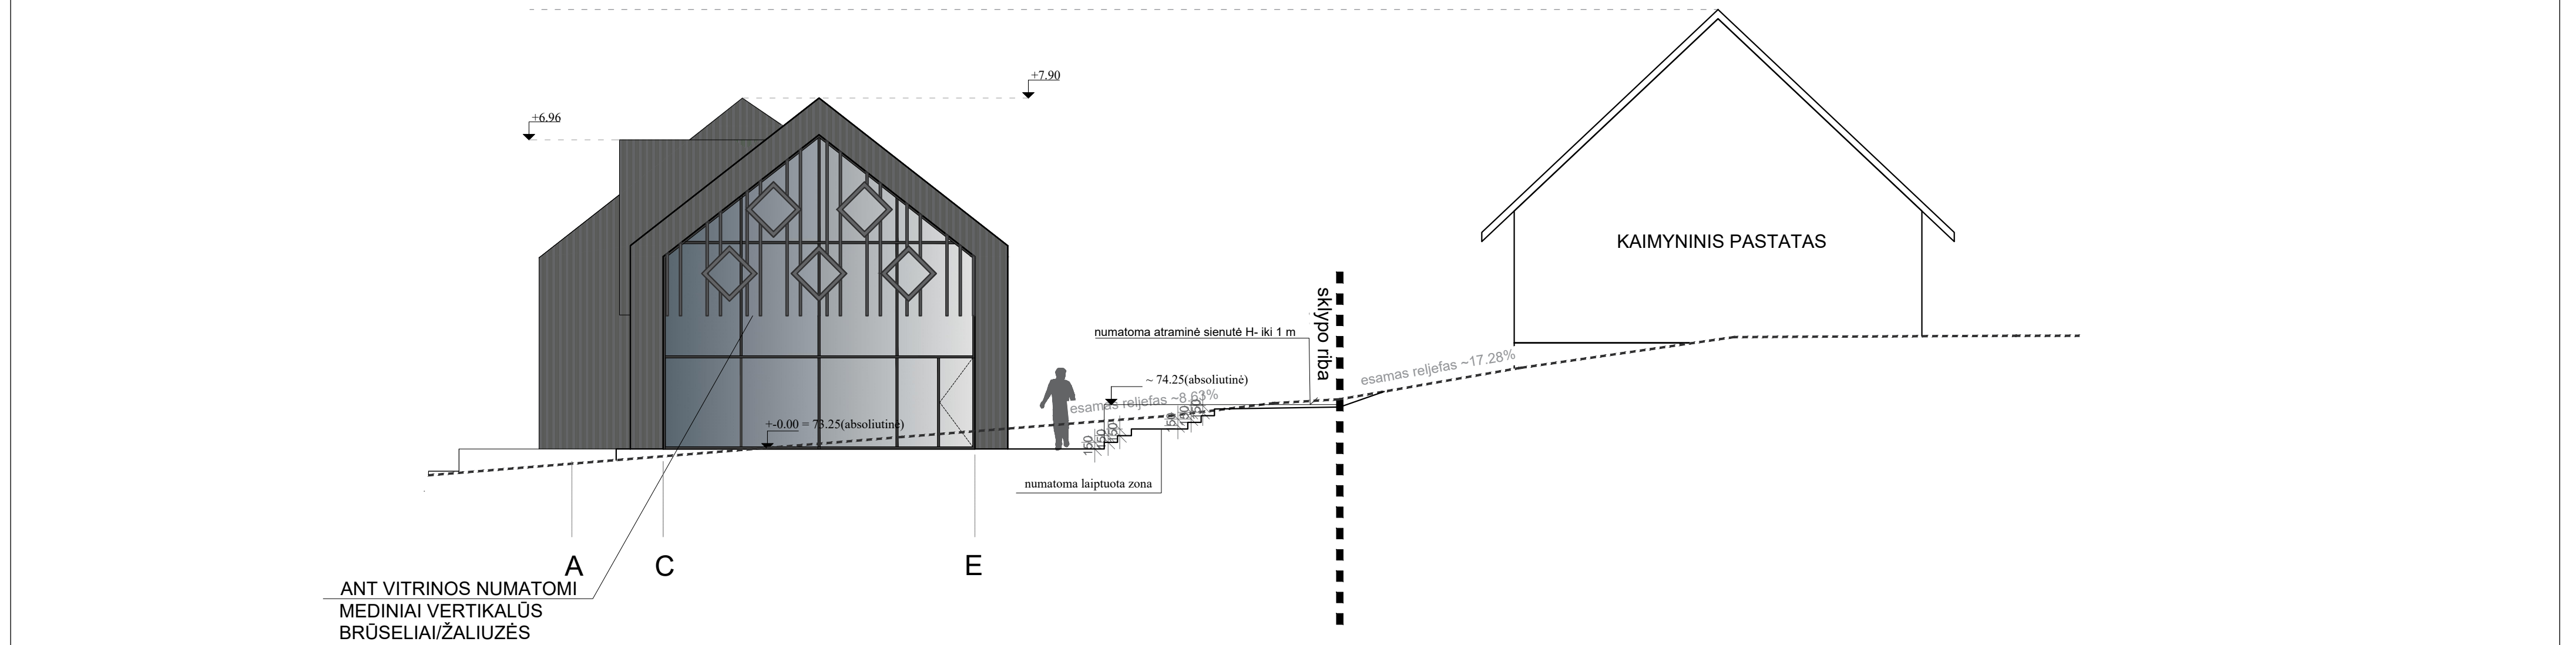 +7.90
+6.96
KAIMYNINIS PASTATAS
sklypo riba
numatoma atraminė sienutė H- iki 1 m
esamas reljefas ~17.28%
~ 74.25(absoliutinė)
esamas reljefas ~8.63%
+-0.00 = 73.25(absoliutinė)
150
150
150
150
150
150
numatoma laiptuota zona
A
C
E
ANT VITRINOS NUMATOMI
MEDINIAI VERTIKALŪS
BRŪSELIAI/ŽALIUZĖS